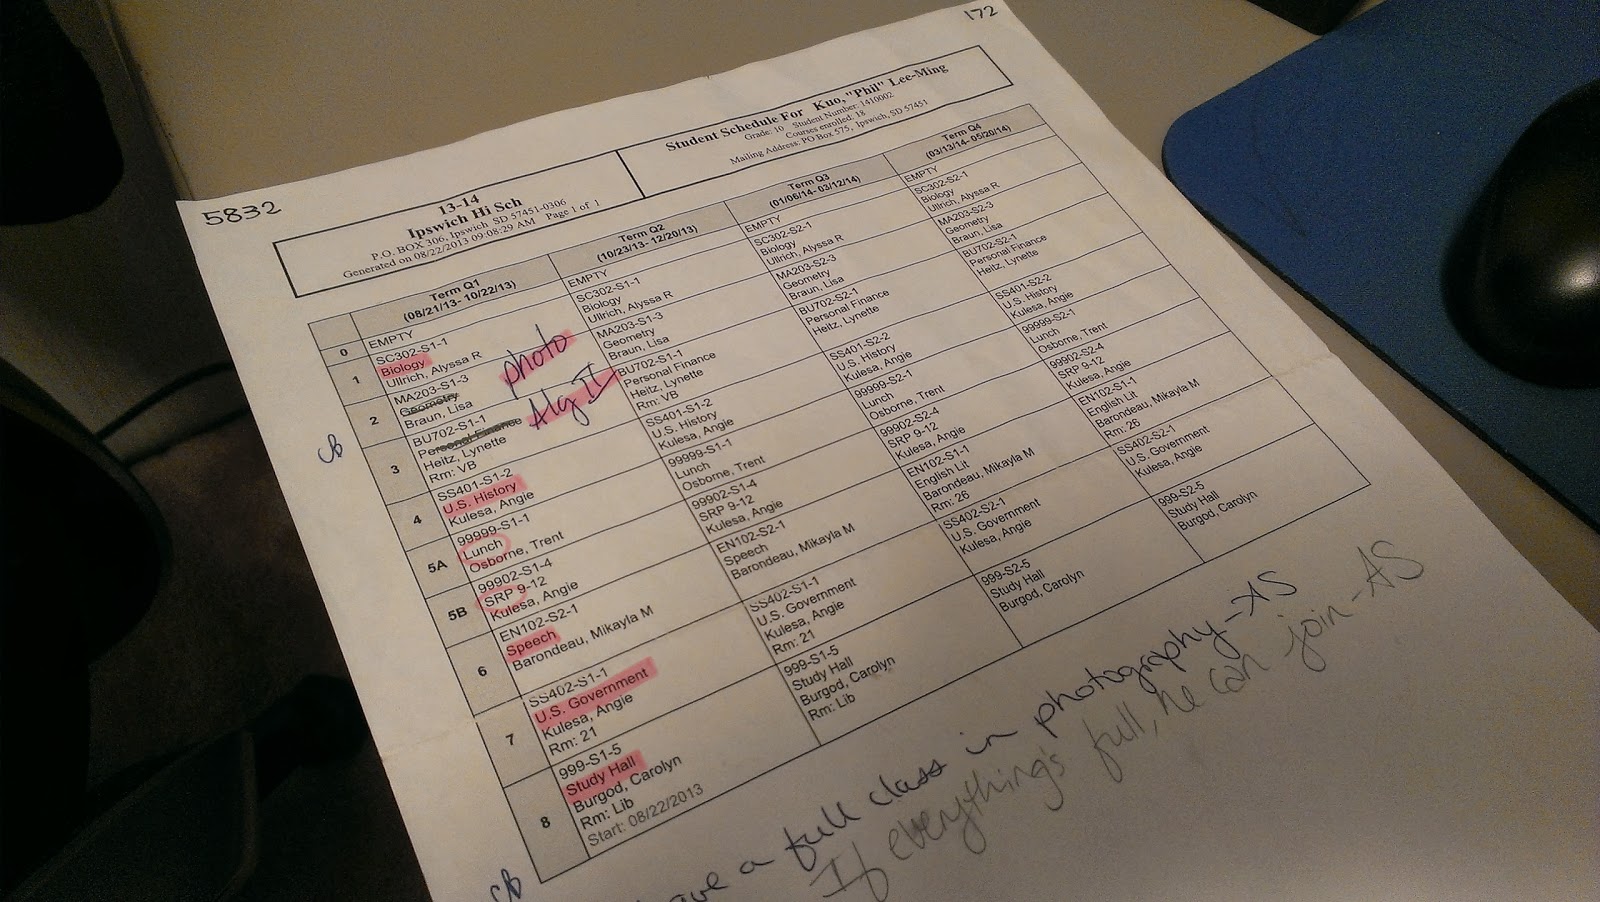 172
5832
13-14
Ipswich Hi Sch
P.O. BOX 306, Ipswich SD 57451-0306
Generated on 08/22/2013 09:08:29 AM Page 1 of 1
Student Schedule For Kuo, "Phil" Lee-Ming
Grade: 10 Student Number: 1410002
Courses enrolled: 18
Mailing Address: PO Box 575, Ipswich, SD 57451
Term Q1
(08/21/13- 10/22/13)
Term Q2
(10/23/13- 12/20/13)
Term Q3
(01/06/14- 03/12/14)
Term Q4
(03/13/14- 05/20/14)
0
EMPTY
EMPTY
EMPTY
EMPTY
1
SC302-S1-1
Biology
Ullrich, Alyssa R
SC302-S1-1
Biology
Ullrich, Alyssa R
SC302-S2-1
Biology
Ullrich, Alyssa R
SC302-S2-1
Biology
Ullrich, Alyssa R
2
MA203-S1-3
Geometry
Braun, Lisa
photo
MA203-S1-3
Geometry
Braun, Lisa
MA203-S2-3
Geometry
Braun, Lisa
MA203-S2-3
Geometry
Braun, Lisa
3
BU702-S1-1
Personal Finance
Heitz, Lynette
Rm: VB
Alg II
BU702-S1-1
Personal Finance
Heitz, Lynette
Rm: VB
BU702-S2-1
Personal Finance
Heitz, Lynette
BU702-S2-1
Personal Finance
Heitz, Lynette
4
SS401-S1-2
U.S. History
Kulesa, Angie
SS401-S1-2
U.S. History
Kulesa, Angie
SS401-S2-2
U.S. History
Kulesa, Angie
SS401-S2-2
U.S. History
Kulesa, Angie
5A
99999-S1-1
Lunch
Osborne, Trent
99999-S1-1
Lunch
Osborne, Trent
99999-S2-1
Lunch
Osborne, Trent
99999-S2-1
Lunch
Osborne, Trent
5B
99902-S1-4
SRP 9-12
Kulesa, Angie
99902-S1-4
SRP 9-12
Kulesa, Angie
99902-S2-4
SRP 9-12
Kulesa, Angie
99902-S2-4
SRP 9-12
Kulesa, Angie
6
EN102-S2-1
Speech
Barondeau, Mikayla M
EN102-S2-1
Speech
Barondeau, Mikayla M
EN102-S1-1
English Lit
Barondeau, Mikayla M
Rm: 26
EN102-S1-1
English Lit
Barondeau, Mikayla M
Rm: 26
7
SS402-S1-1
U.S. Government
Kulesa, Angie
Rm: 21
SS402-S1-1
U.S. Government
Kulesa, Angie
Rm: 21
SS402-S2-1
U.S. Government
Kulesa, Angie
SS402-S2-1
U.S. Government
Kulesa, Angie
8
999-S1-5
Study Hall
Burgod, Carolyn
Rm: Lib
Start: 08/22/2013
999-S1-5
Study Hall
Burgod, Carolyn
Rm: Lib
999-S2-5
Study Hall
Burgod, Carolyn
999-S2-5
Study Hall
Burgod, Carolyn
CB
CB
a full class in photography-AS
If everything's full, he can join-AS